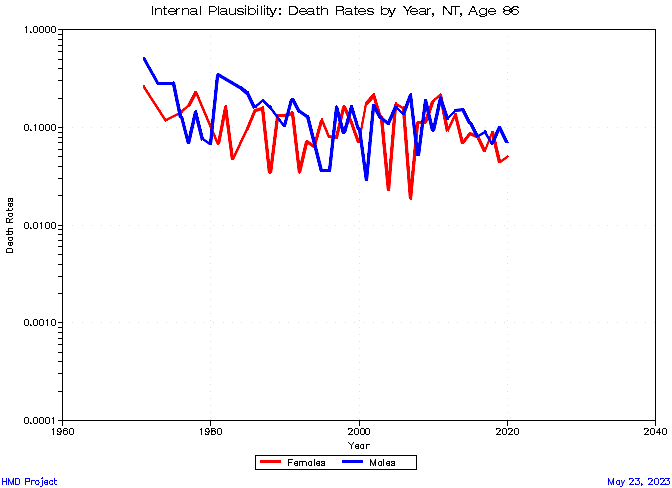 Internal Plausibility: Death Rates by Year, NT, Age 86
1.0000
0.1000
0.0100
0.0010
0.0001
Death Rates
1960
1980
2000
2020
2040
Year
Females
Males
HMD Project
May 23, 2023